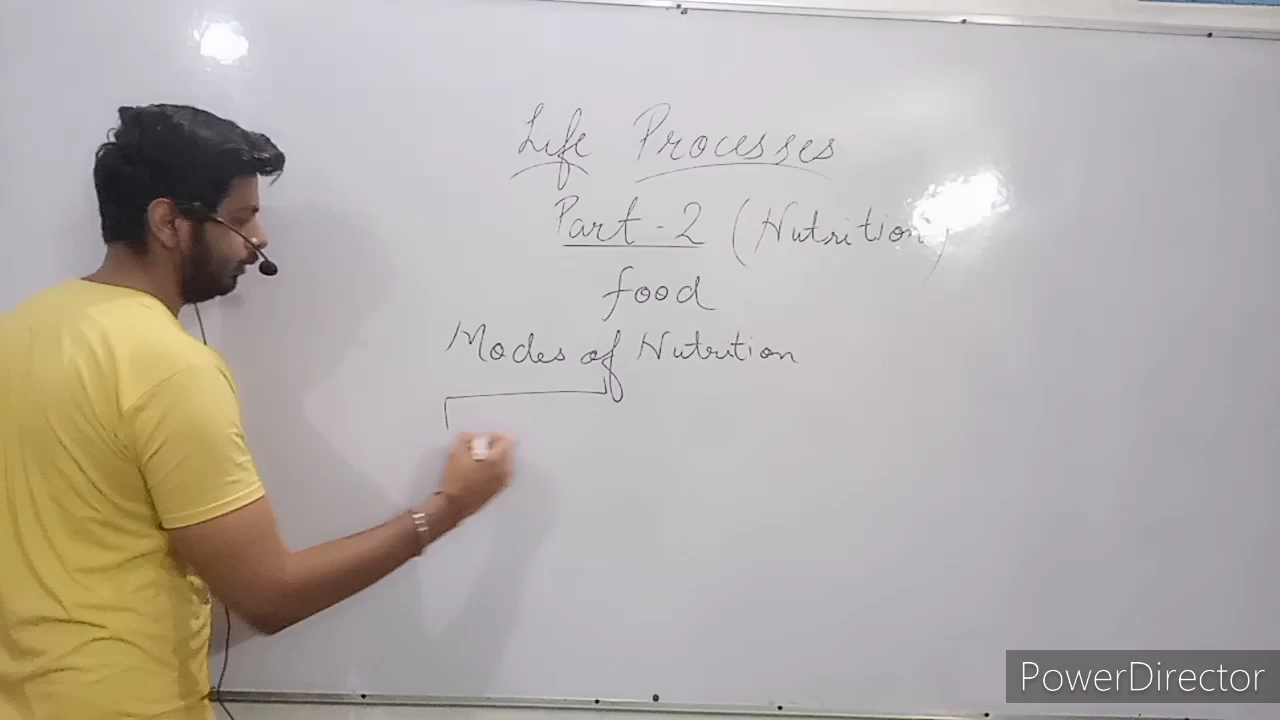 Life Processes
Part-2 (Nutrition)
food
Modes of Nutrition
PowerDirector